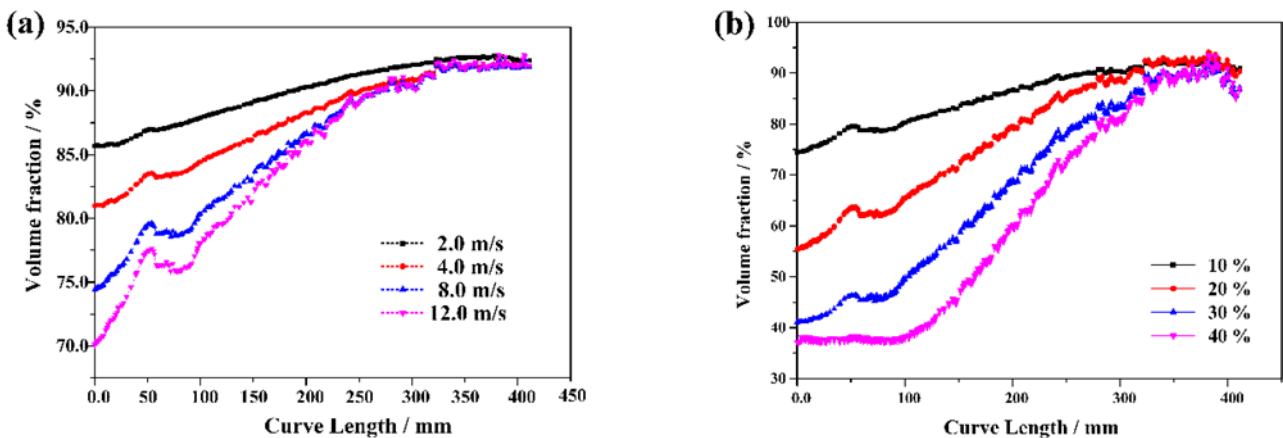 (a)
95.0
90.0
85.0
80.0
75.0
70.0
Volume fraction / %
2.0 m/s
4.0 m/s
8.0 m/s
12.0 m/s
0.0 50 100 150 200 250 300 350 400 450
Curve Length / mm
(b)
100
90
80
70
60
50
40
30
Volume fraction / %
10 %
20 %
30 %
40 %
0.0 100 200 300 400
Curve Length / mm